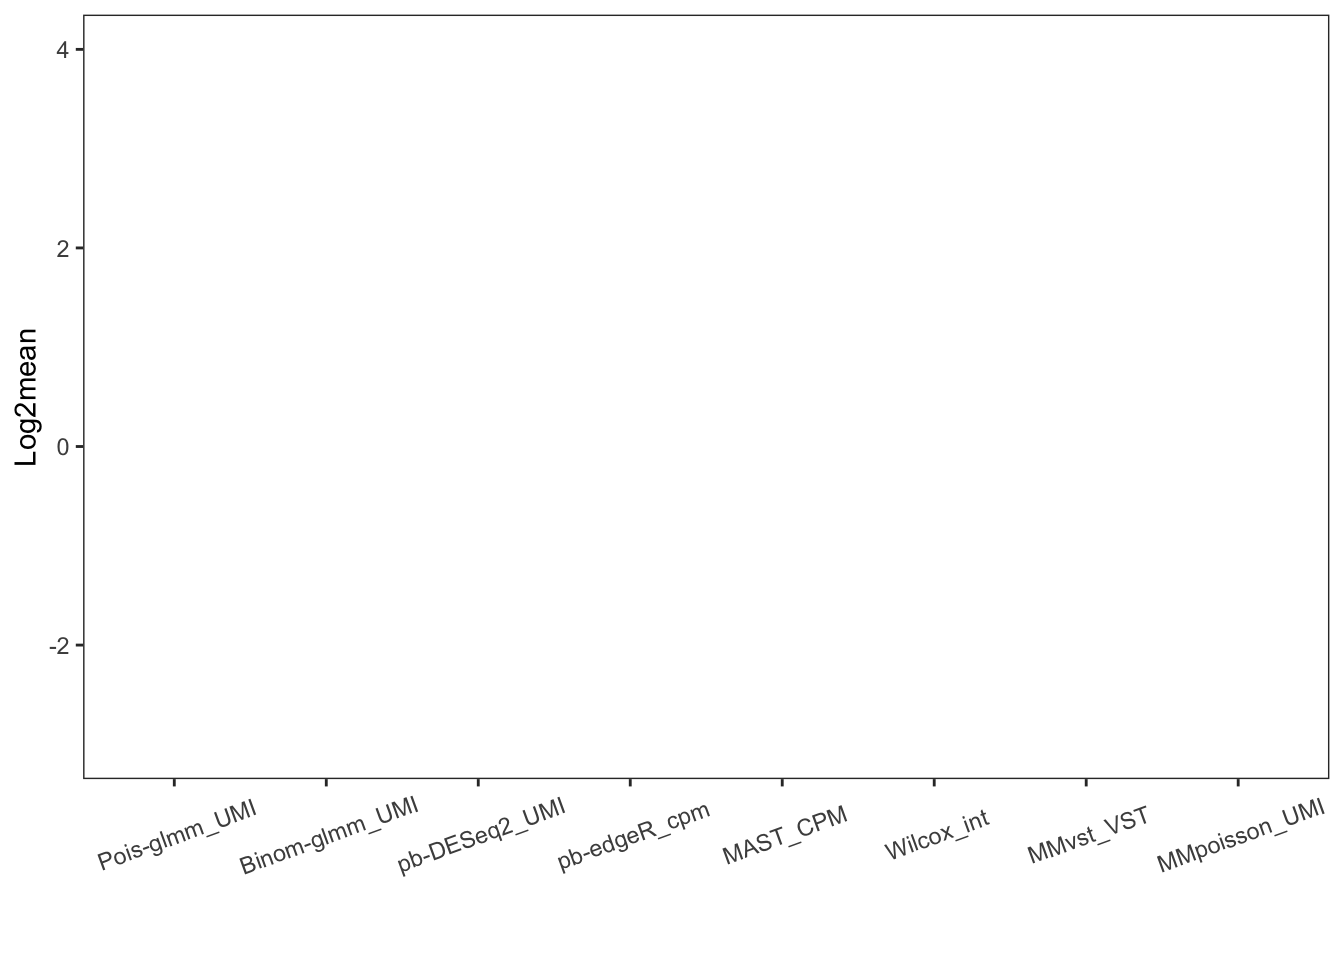 4
2
Log2mean
0
-2
Pois-glmm_UMI
Binom-glmm_UMI
pb-DESeq2_UMI
pb-edgeR_cpm
MAST_CPM
Wilcox_int
MMvst_VST
MMpoisson_UMI